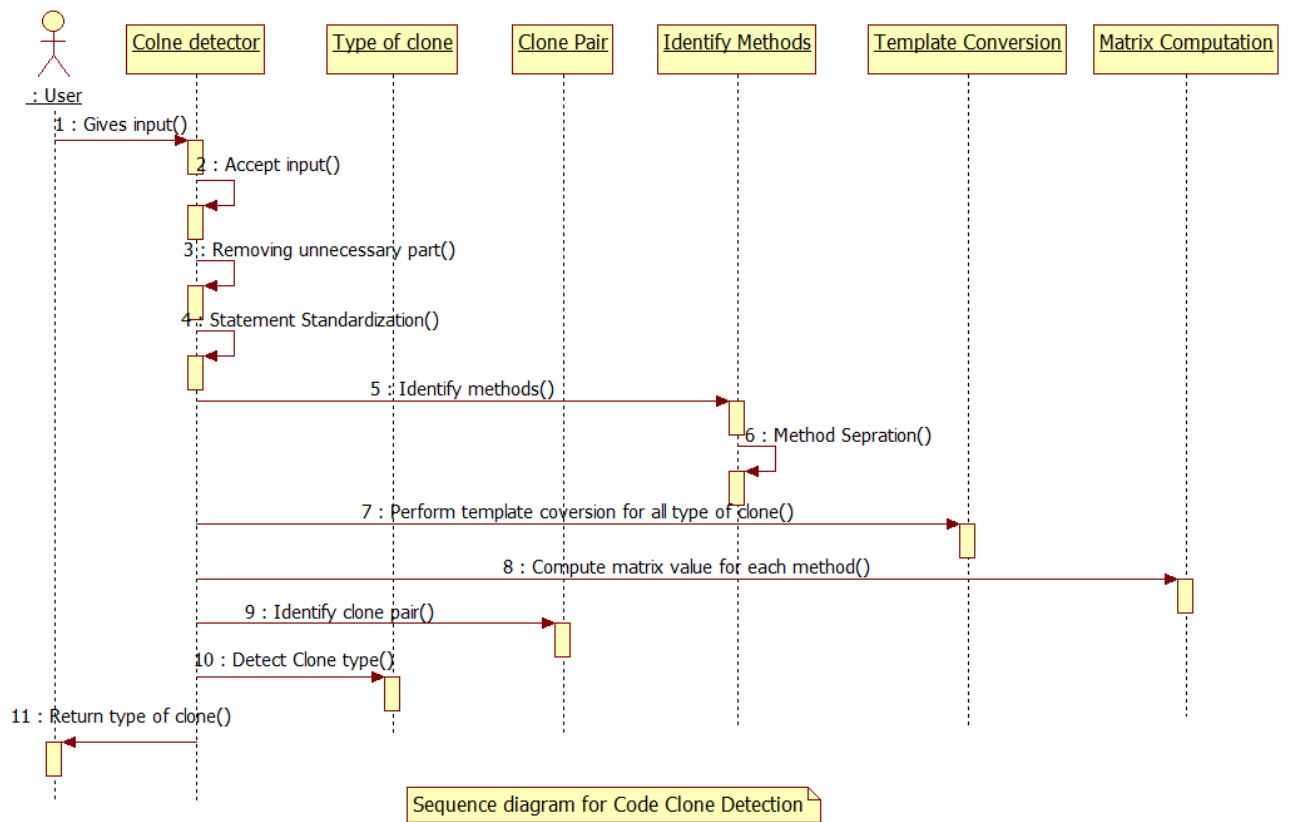 Colne detector
Type of clone
Clone Pair
Identify Methods
Template Conversion
Matrix Computation
: User
1 : Gives input()
2 : Accept input()
3 : Removing unnecessary part()
4 : Statement Standardization()
5 : Identify methods()
6 : Method Sepration()
7 : Perform template coversion for all type of clone()
8 : Compute matrix value for each method()
9 : Identify clone pair()
10 : Detect Clone type()
11 : Return type of clone()
Sequence diagram for Code Clone Detection